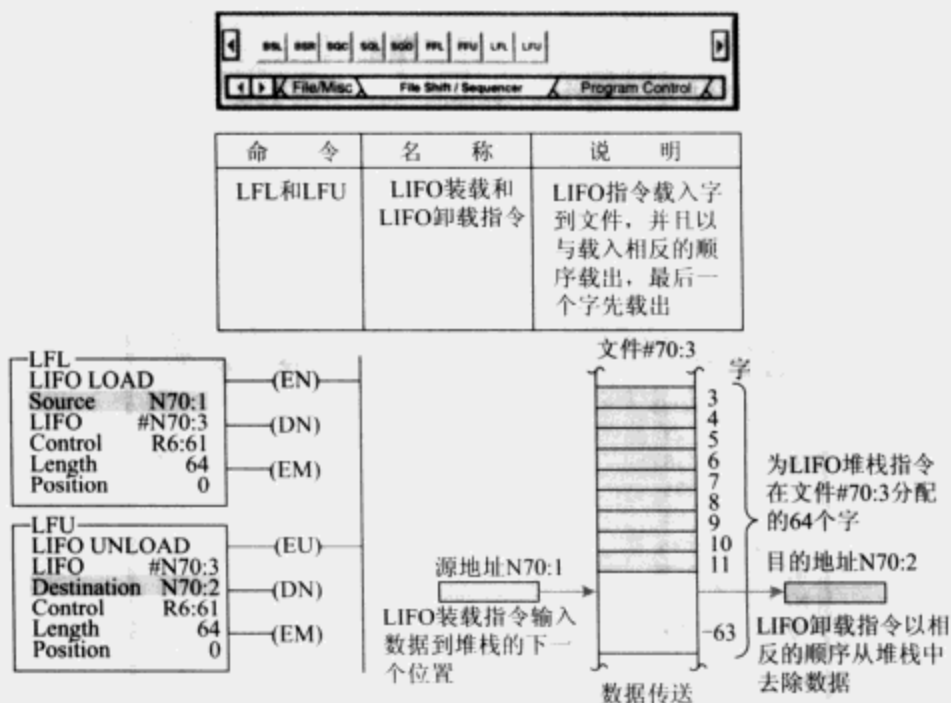 BSL BSR SQC SQL SQO FFL FFU LFL LFU
File/Misc File Shift / Sequencer Program Control
命 令 名 称 说 明
LFL和LFU
LIFO装载和
LIFO卸载指令
LIFO指令载入字
到文件，并且以
与载入相反的顺
序载出，最后一
个字先载出
LFL
LIFO LOAD
Source N70:1
LIFO #N70:3
Control R6:61
Length 64
Position 0
(EN)
(DN)
(EM)
LFU
LIFO UNLOAD
LIFO #N70:3
Destination N70:2
Control R6:61
Length 64
Position 0
(EU)
(DN)
(EM)
文件#70:3
字
3
4
5
6
7
8
9
10
11
-63
源地址N70:1
LIFO装载指令输入
数据到堆栈的下一
个位置
为LIFO堆栈指令
在文件#70:3分配
的64个字
目的地址N70:2
LIFO卸载指令以相
反的顺序从堆栈中
去除数据
数据传送